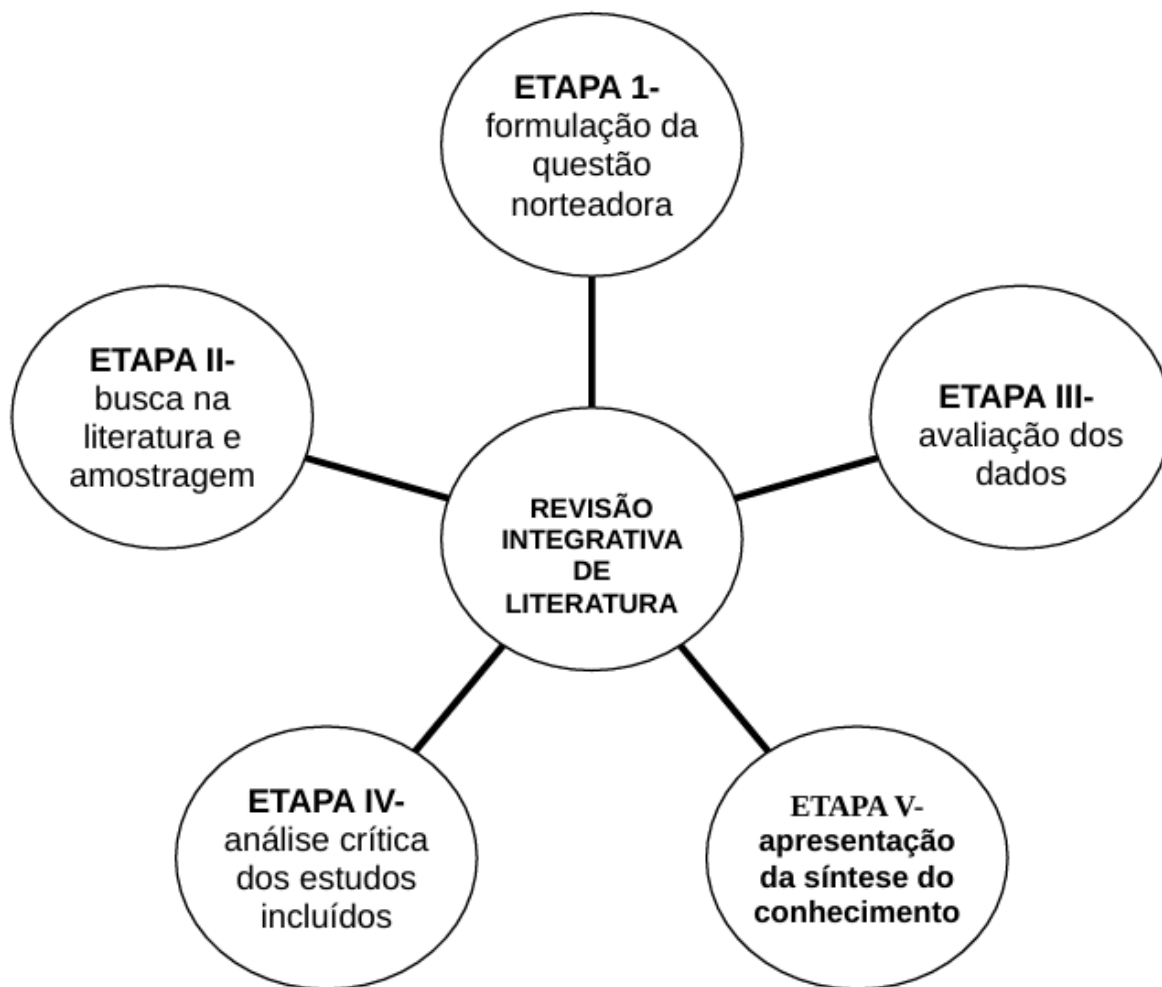 ETAPA 1-
formulação da
questão
norteadora
ETAPA II-
busca na
literatura e
amostragem
ETAPA III-
avaliação dos
dados
REVISÃO
INTEGRATIVA
DE
LITERATURA
ETAPA IV-
análise crítica
dos estudos
incluídos
ETAPA V-
apresentação
da síntese do
conhecimento